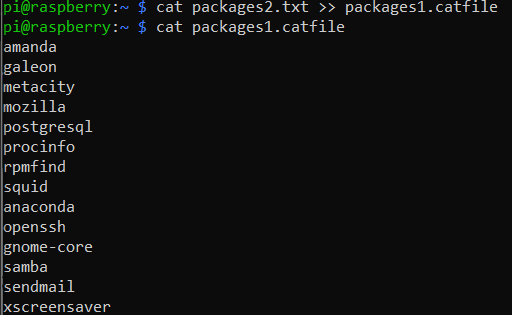 pi@raspberry:~ $ cat packages2.txt >> packages1.catfile
pi@raspberry:~ $ cat packages1.catfile
amanda
galeon
metacity
mozilla
postgresql
procinfo
rpmfind
squid
anaconda
openssh
gnome-core
samba
sendmail
xscreensaver